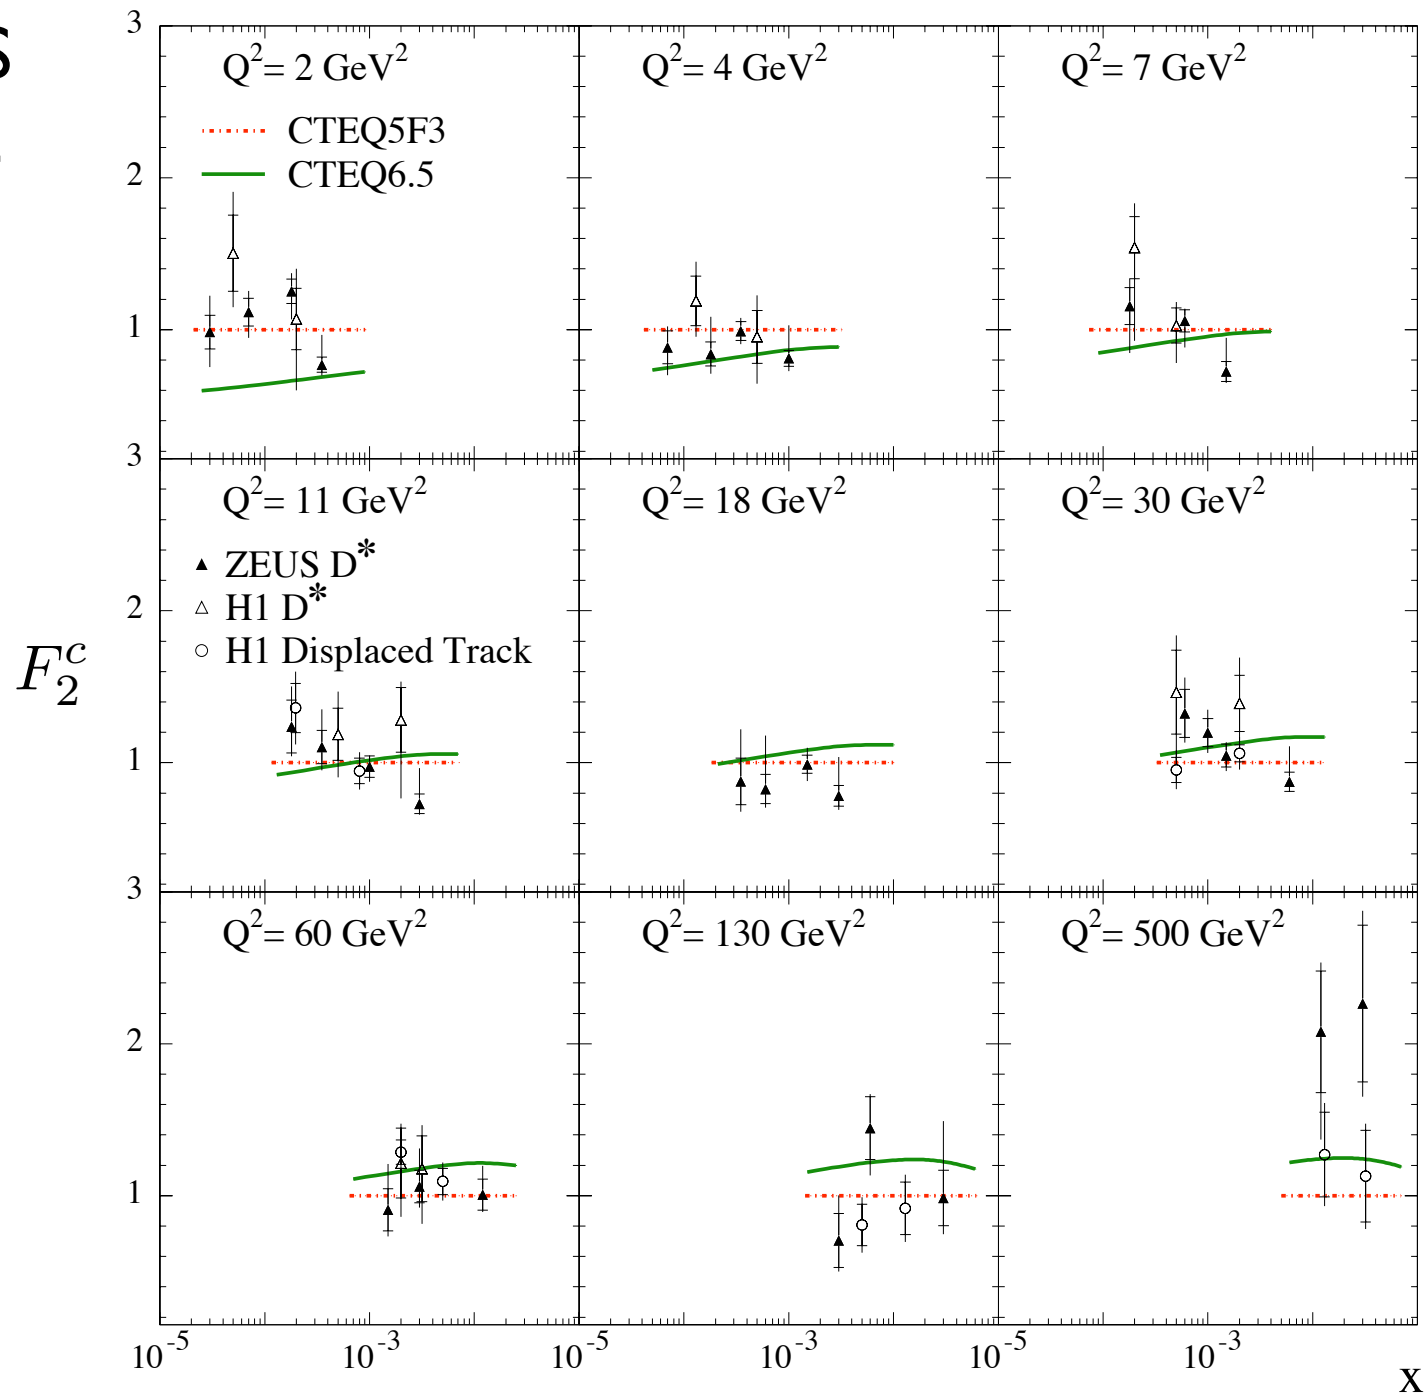 s
3
Q²= 2 GeV²
Q²= 4 GeV²
Q²= 7 GeV²
CTEQ5F3
CTEQ6.5
2
1
3
Q²= 11 GeV²
Q²= 18 GeV²
Q²= 30 GeV²
ZEUS D*
H1 D*
H1 Displaced Track
2
F₂ᶜ
1
3
Q²= 60 GeV²
Q²= 130 GeV²
Q²= 500 GeV²
2
1
10⁻⁵ 10⁻³ 10⁻⁵ 10⁻³ 10⁻⁵ 10⁻³
x